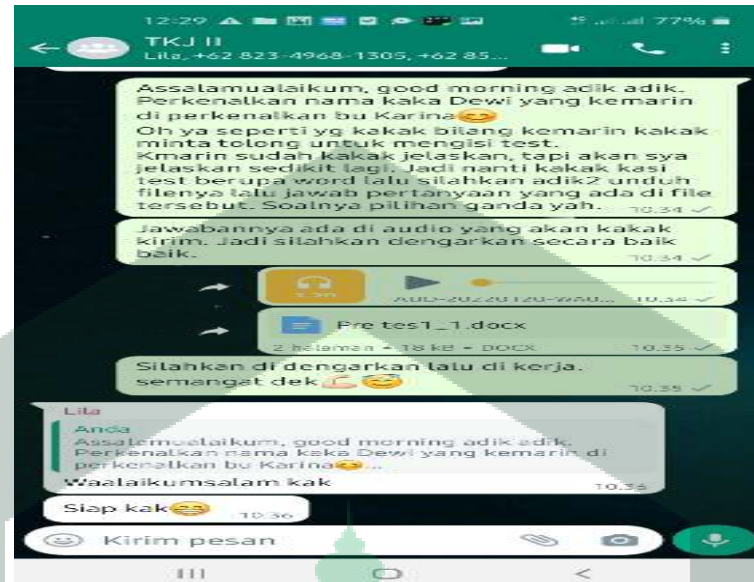 12:29
77%
TKJ II
Lila, +62 823-4968-1305, +62 85...
Assalamualaikum, good morning adik adik.
Perkenalkan nama kaka Dewi yang kemarin
di perkenalkan bu Karina😊
Oh ya seperti yg kakak bilang kemarin kakak
minta tolong untuk mengisi test.
Kmarin sudah kakak jelaskan, tapi akan sya
jelaskan sedikit lagi. Jadi nanti kakak kasi
test berupa word lalu silahkan adik2 unduh
filenya lalu jawab pertanyaan yang ada di file
tersebut. Soalnya pilihan ganda yah.
10.34
Jawabannya ada di audio yang akan kakak
kirim. Jadi silahkan dengarkan secara baik
baik.
10.34
AUD-20220120-WA0...
10.34
Pre tes1_1.docx
2 halaman • 18 kB • DOCX
10.35
Silahkan di dengarkan lalu di kerja.
semangat dek💪😇
10.35
Lila
Anda
Assalamualaikum, good morning adik adik.
Perkenalkan nama kaka Dewi yang kemarin di
perkenalkan bu Karina😊...
Waalaikumsalam kak
10.36
Siap kak😊
10.36
Kirim pesan